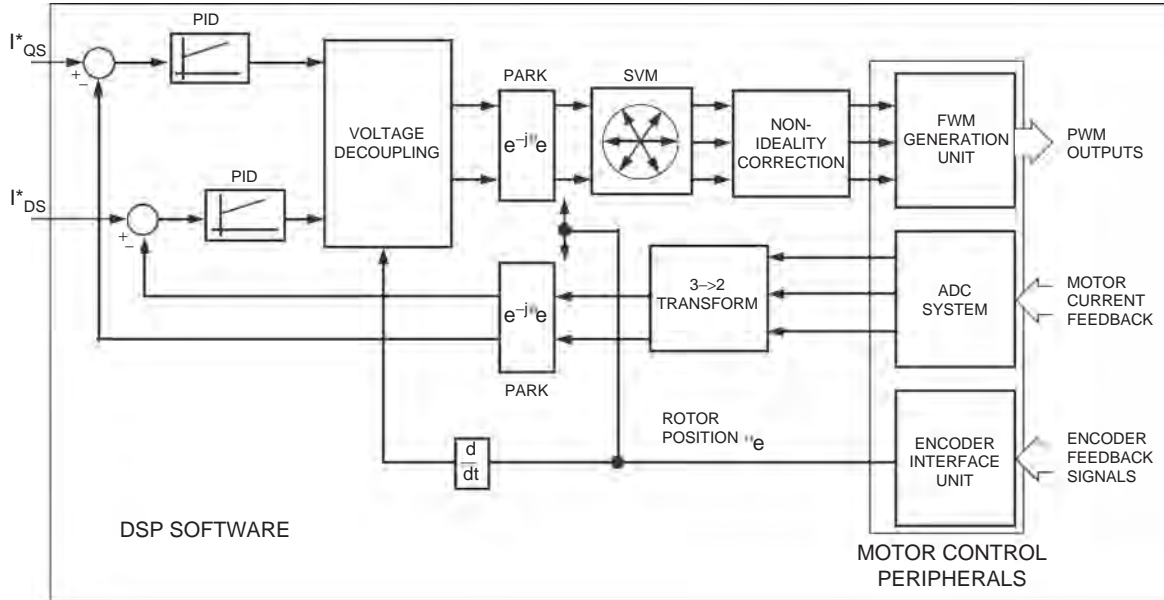 I*QS
PID
PARK
SVM
VOLTAGE
DECOUPLING
e–j"e
NON-
IDEALITY
CORRECTION
FWM
GENERATION
UNIT
PWM
OUTPUTS
I*DS
PID
+
–
+
–
3–>2
TRANSFORM
ADC
SYSTEM
MOTOR
CURRENT
FEEDBACK
e–j"e
PARK
ROTOR
POSITION "e
d
dt
ENCODER
INTERFACE
UNIT
ENCODER
FEEDBACK
SIGNALS
DSP SOFTWARE
MOTOR CONTROL
PERIPHERALS